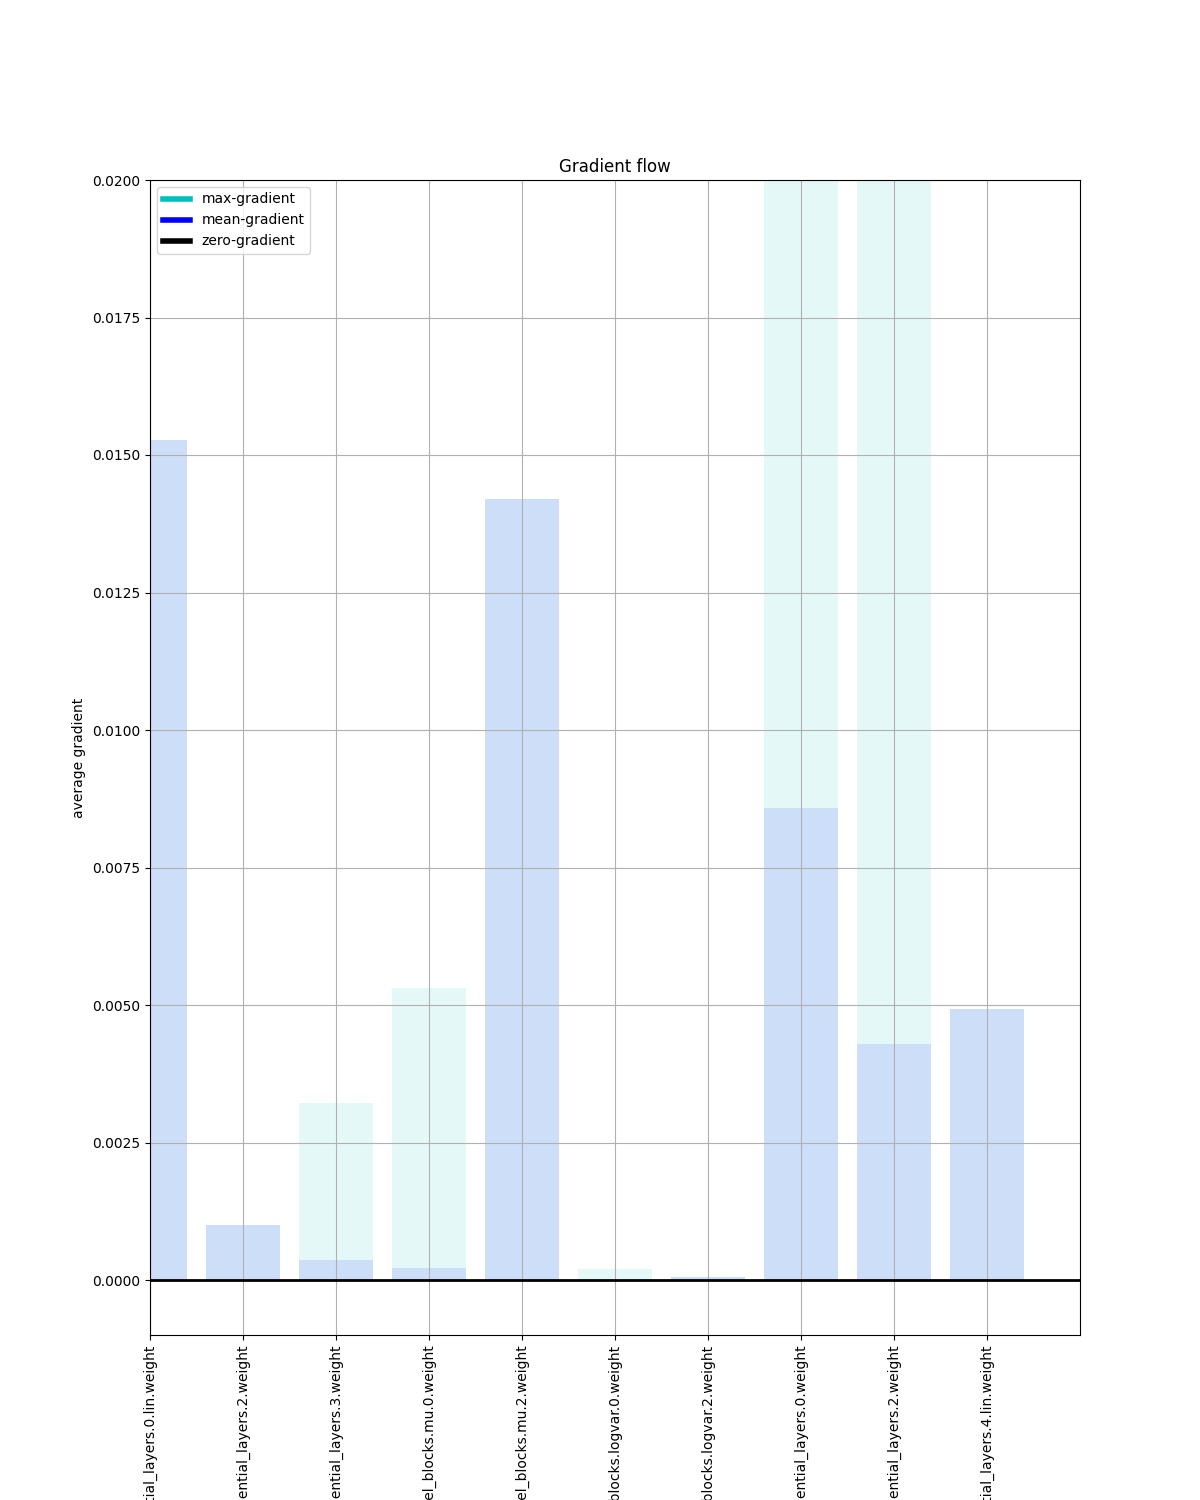 Gradient flow
max-gradient
mean-gradient
zero-gradient
0.0200
0.0175
0.0150
0.0125
0.0100
0.0075
0.0050
0.0025
0.0000
average gradient
tial_layers.0.lin.weight
ential_layers.2.weight
ential_layers.3.weight
el_blocks.mu.0.weight
el_blocks.mu.2.weight
blocks.logvar.0.weight
blocks.logvar.2.weight
ential_layers.0.weight
ential_layers.2.weight
tial_layers.4.lin.weight